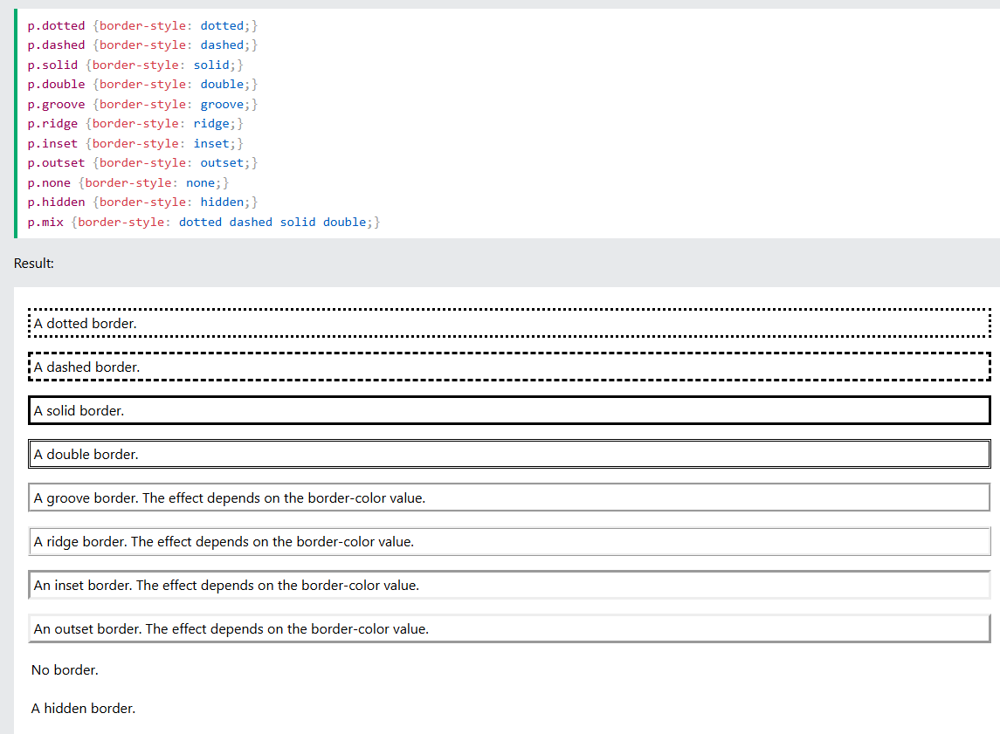 p.dotted {border-style: dotted;}
p.dashed {border-style: dashed;}
p.solid {border-style: solid;}
p.double {border-style: double;}
p.groove {border-style: groove;}
p.ridge {border-style: ridge;}
p.inset {border-style: inset;}
p.outset {border-style: outset;}
p.none {border-style: none;}
p.hidden {border-style: hidden;}
p.mix {border-style: dotted dashed solid double;}
Result:
A dotted border.
A dashed border.
A solid border.
A double border.
A groove border. The effect depends on the border-color value.
A ridge border. The effect depends on the border-color value.
An inset border. The effect depends on the border-color value.
An outset border. The effect depends on the border-color value.
No border.
A hidden border.